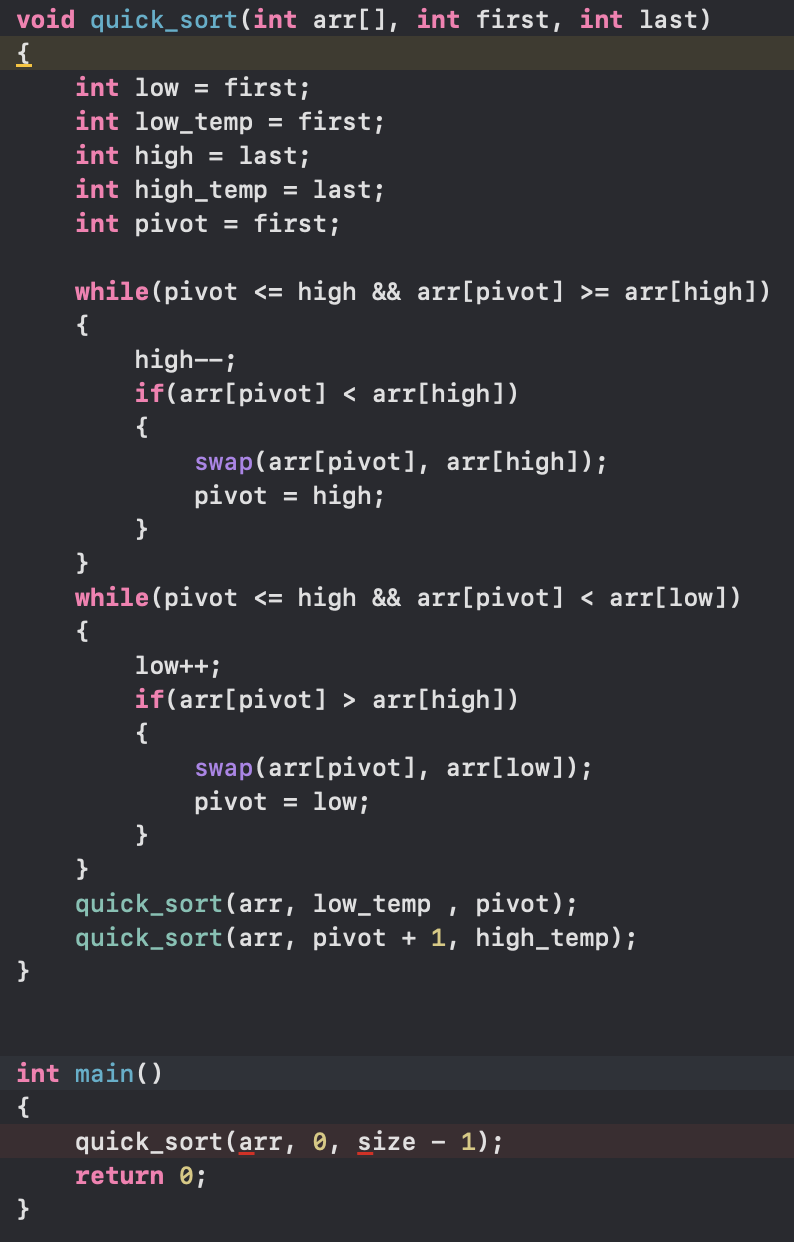 void quick_sort(int arr[], int first, int last)
{
    int low = first;
    int low_temp = first;
    int high = last;
    int high_temp = last;
    int pivot = first;

    while(pivot <= high && arr[pivot] >= arr[high])
    {
        high--;
        if(arr[pivot] < arr[high])
        {
            swap(arr[pivot], arr[high]);
            pivot = high;
        }
    }
    while(pivot <= high && arr[pivot] < arr[low])
    {
        low++;
        if(arr[pivot] > arr[high])
        {
            swap(arr[pivot], arr[low]);
            pivot = low;
        }
    }
    quick_sort(arr, low_temp , pivot);
    quick_sort(arr, pivot + 1, high_temp);
}

int main()
{
    quick_sort(arr, 0, size - 1);
    return 0;
}